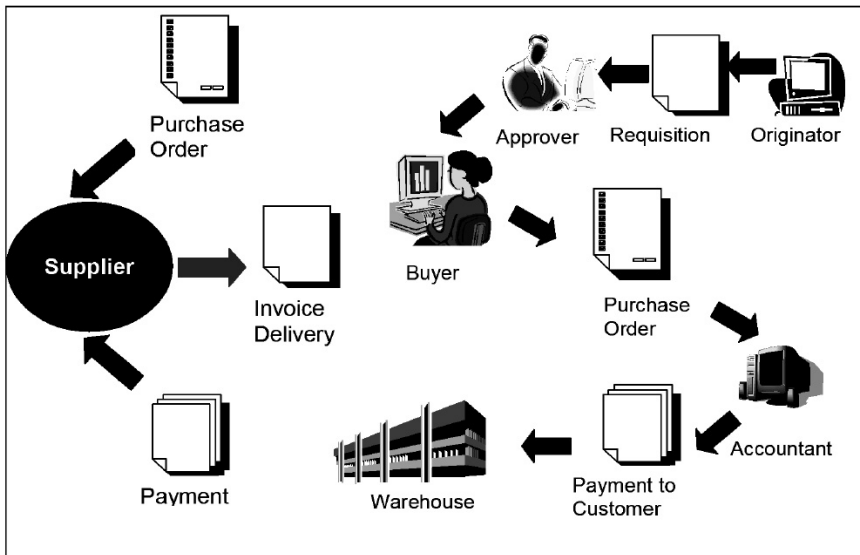 Purchase
Order
Approver
Requisition
Originator
Supplier
Invoice
Delivery
Buyer
Purchase
Order
Accountant
Payment
Warehouse
Payment to
Customer